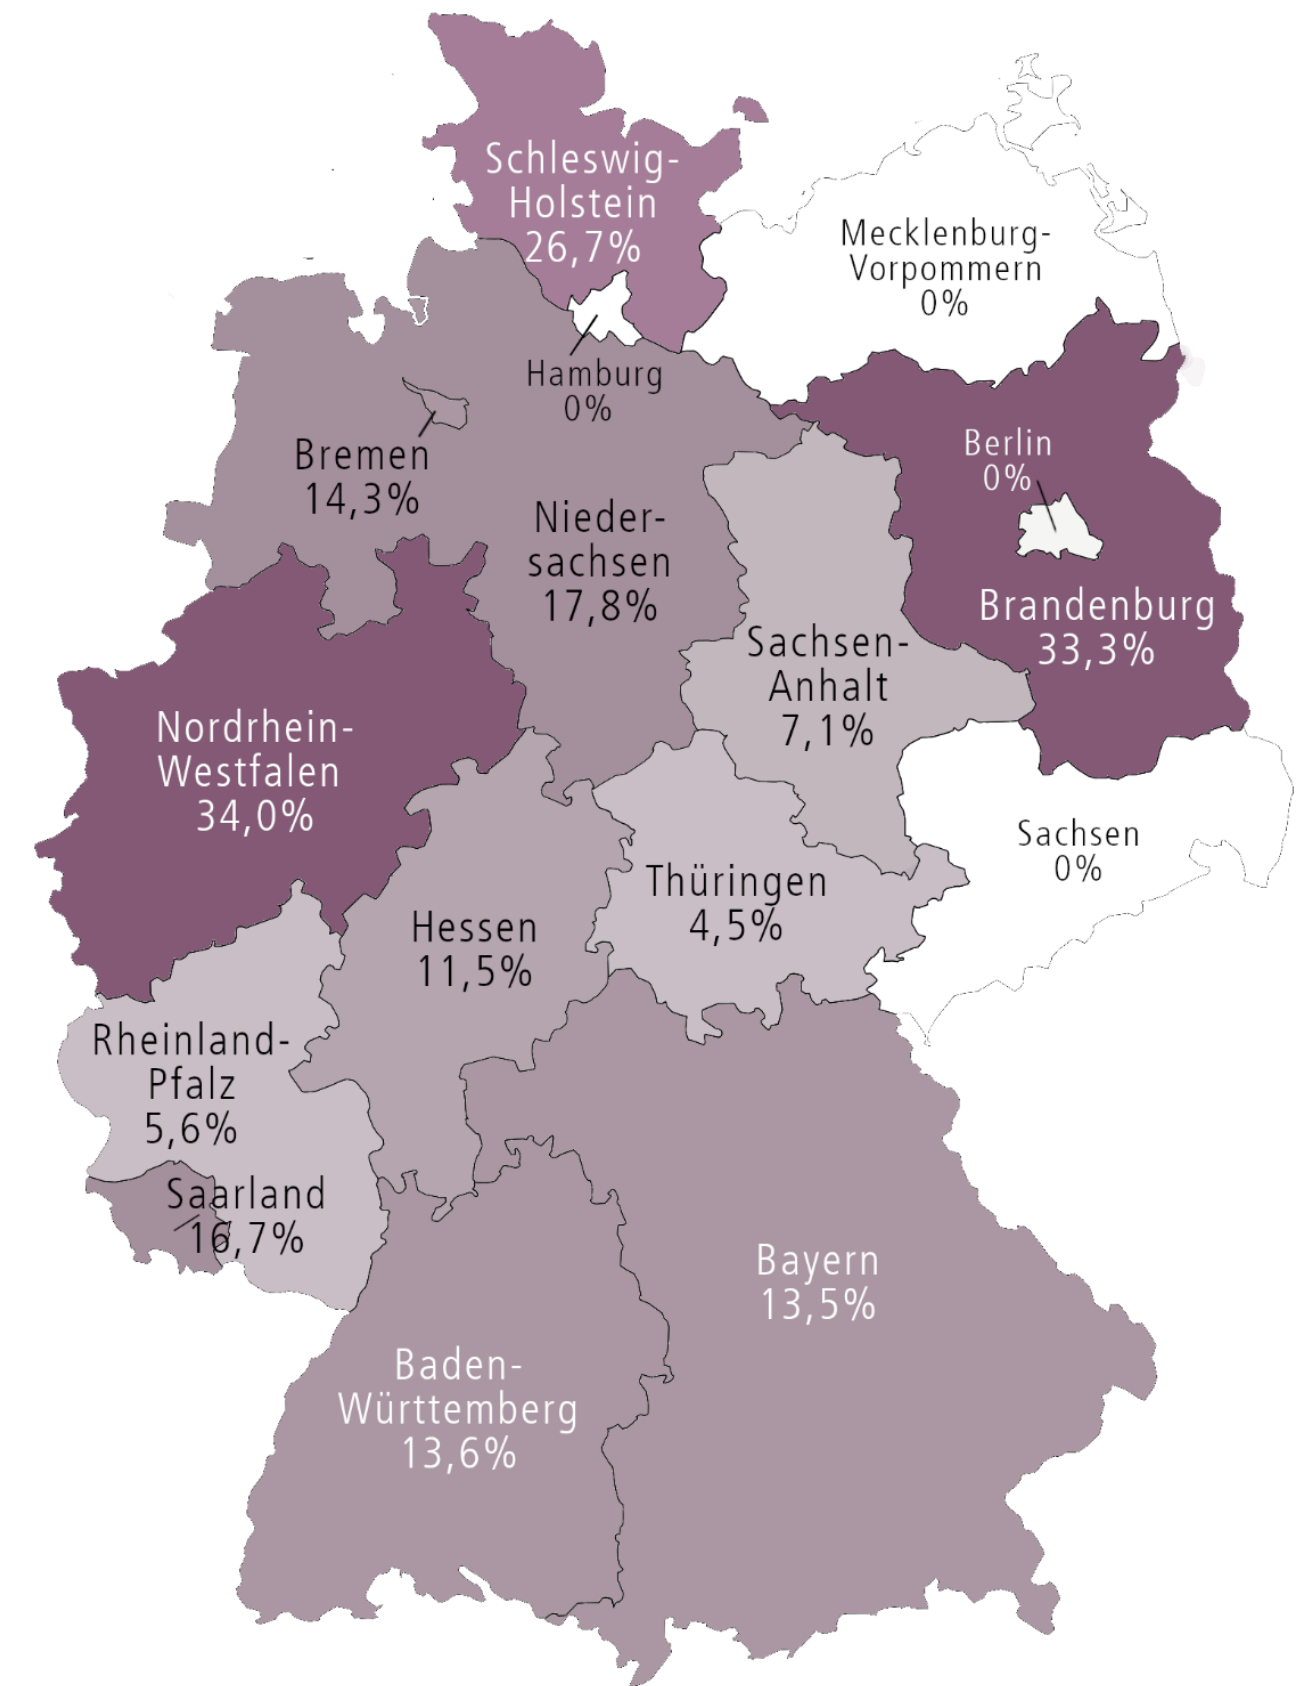 Schleswig-
Holstein
26,7%
Mecklenburg-
Vorpommern
0%
Hamburg
0%
Bremen
14,3%
Nieder-
sachsen
17,8%
Berlin
0%
Brandenburg
33,3%
Sachsen-
Anhalt
7,1%
Nordrhein-
Westfalen
34,0%
Sachsen
0%
Thüringen
4,5%
Hessen
11,5%
Rheinland-
Pfalz
5,6%
Saarland
16,7%
Bayern
13,5%
Baden-
Württemberg
13,6%